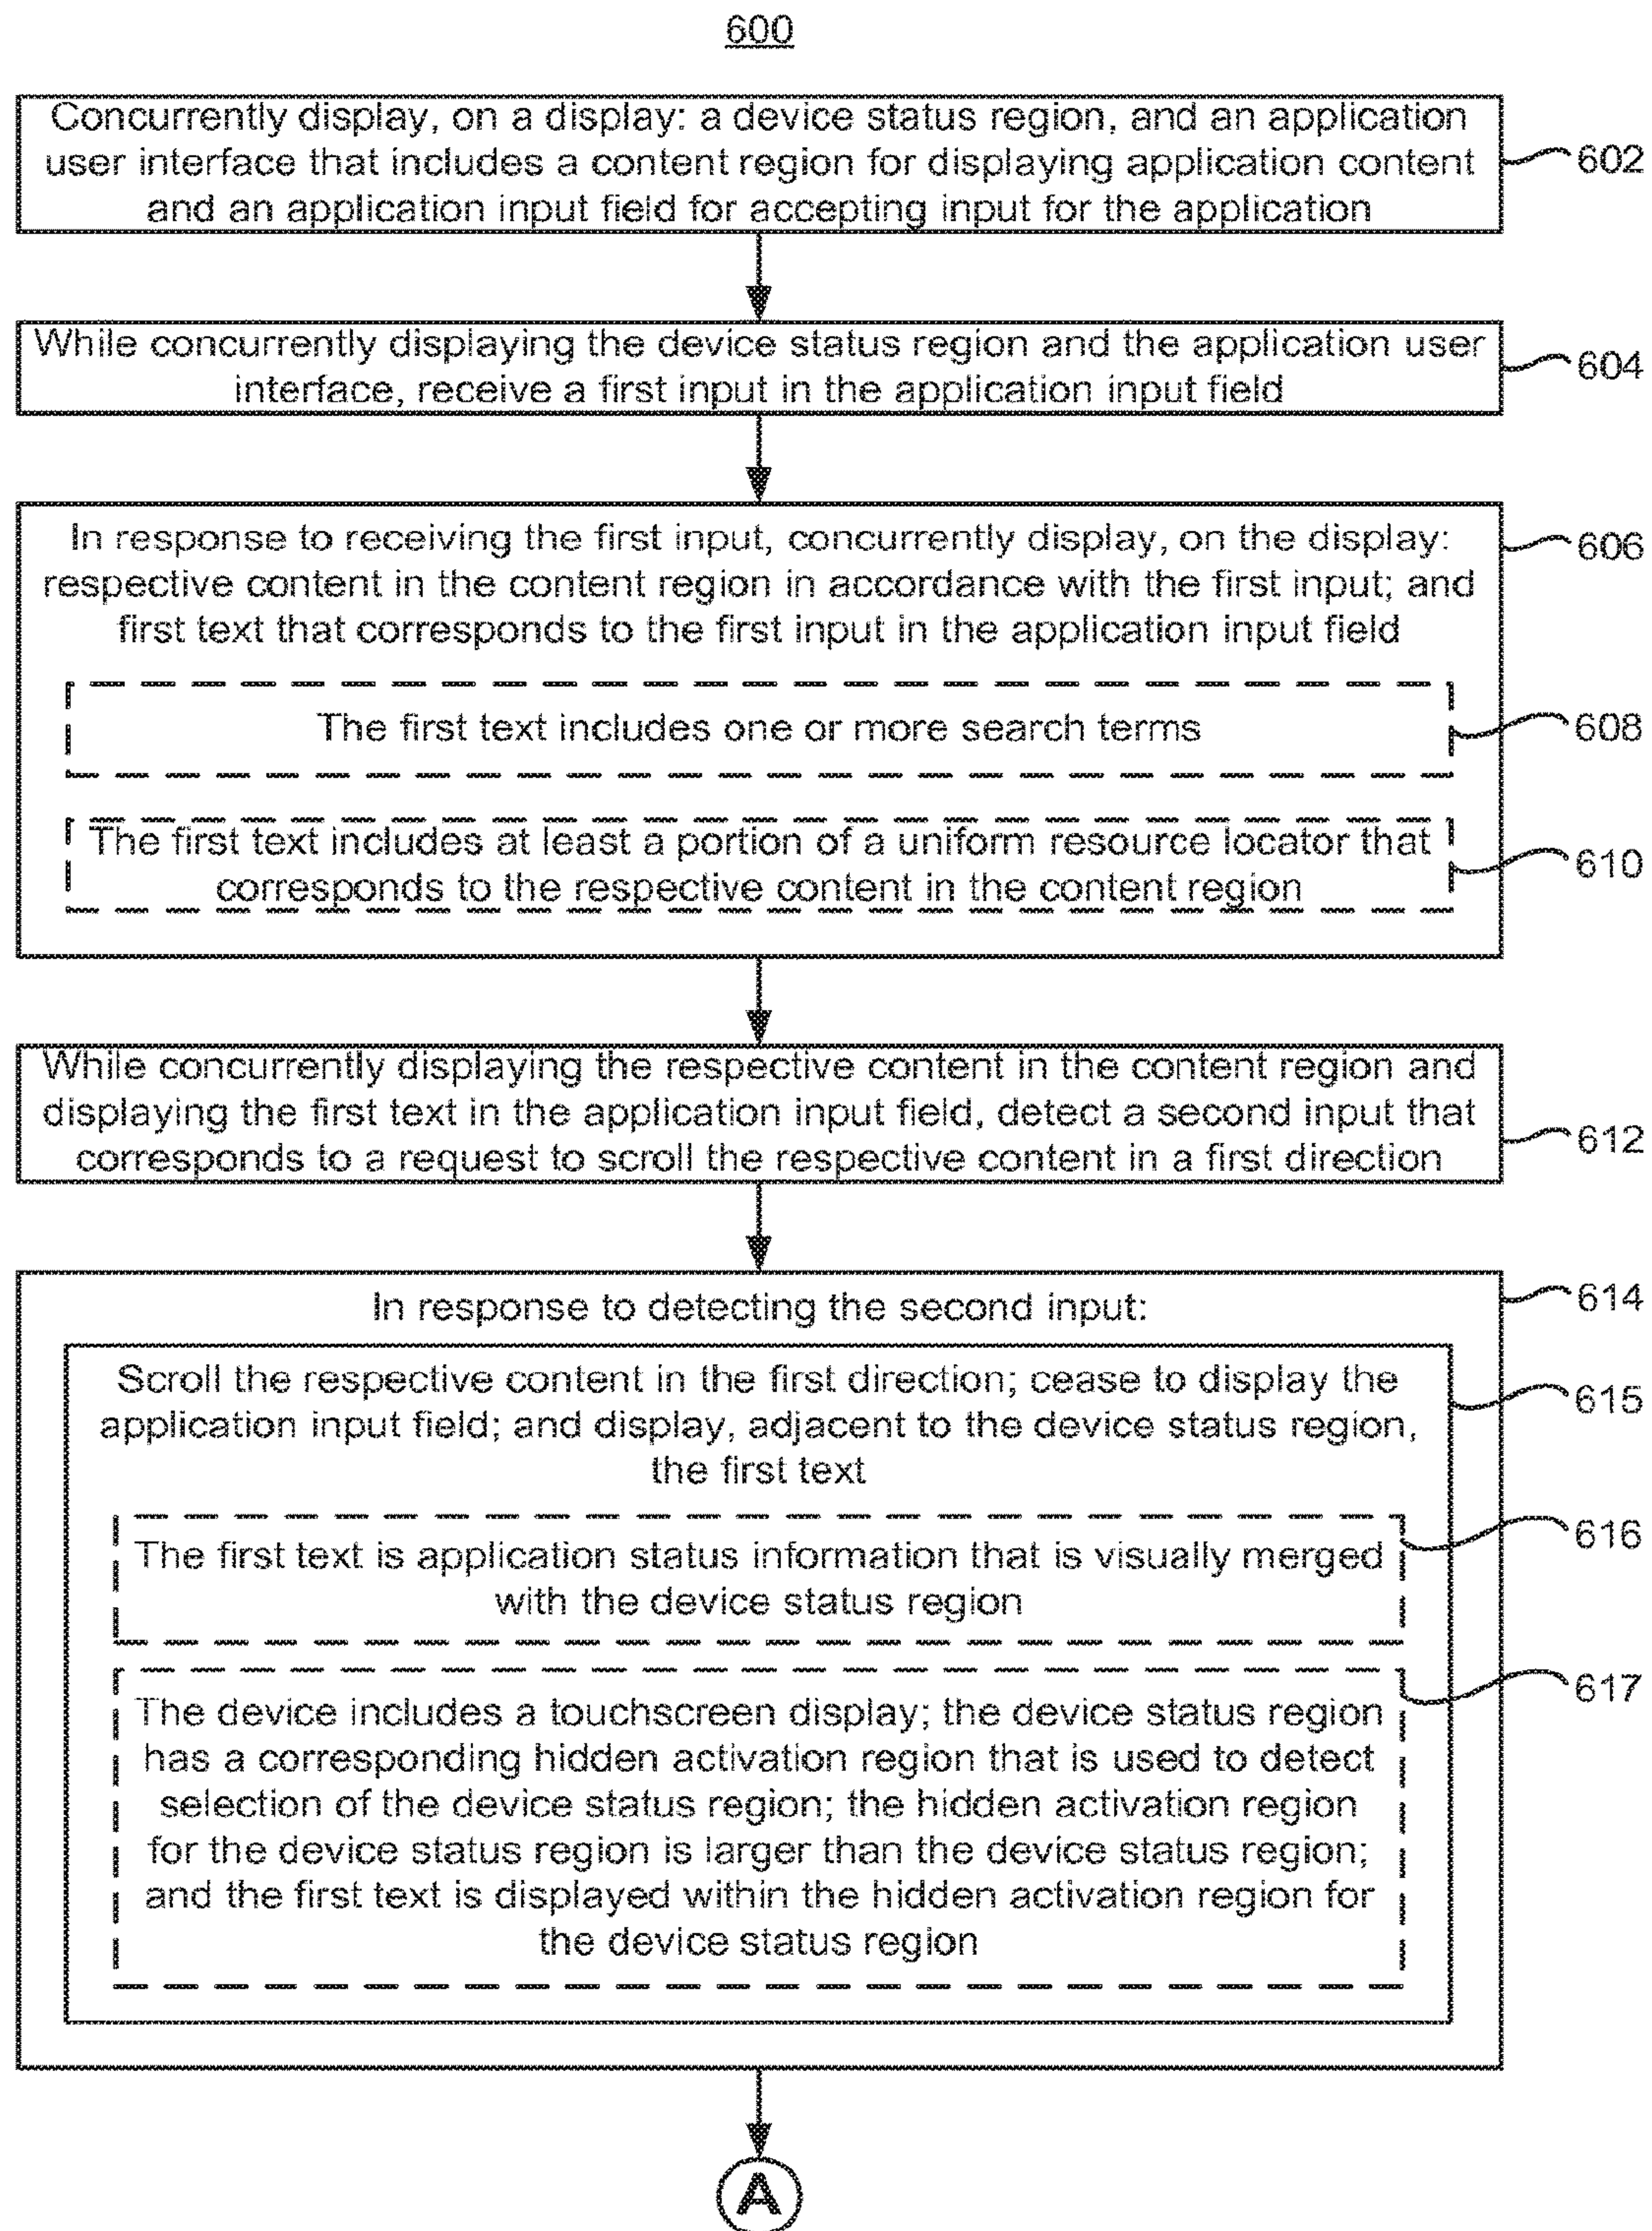 600
Concurrently display, on a display: a device status region, and an application
user interface that includes a content region for displaying application content
and an application input field for accepting input for the application
602
While concurrently displaying the device status region and the application user
interface, receive a first input in the application input field
604
In response to receiving the first input, concurrently display, on the display:
respective content in the content region in accordance with the first input; and
first text that corresponds to the first input in the application input field
606
The first text includes one or more search terms
608
The first text includes at least a portion of a uniform resource locator that
corresponds to the respective content in the content region
610
While concurrently displaying the respective content in the content region and
displaying the first text in the application input field, detect a second input that
corresponds to a request to scroll the respective content in a first direction
612
In response to detecting the second input:
614
Scroll the respective content in the first direction; cease to display the
application input field; and display, adjacent to the device status region,
the first text
615
The first text is application status information that is visually merged
with the device status region
616
The device includes a touchscreen display; the device status region
has a corresponding hidden activation region that is used to detect
selection of the device status region; the hidden activation region
for the device status region is larger than the device status region;
and the first text is displayed within the hidden activation region for
the device status region
617
A